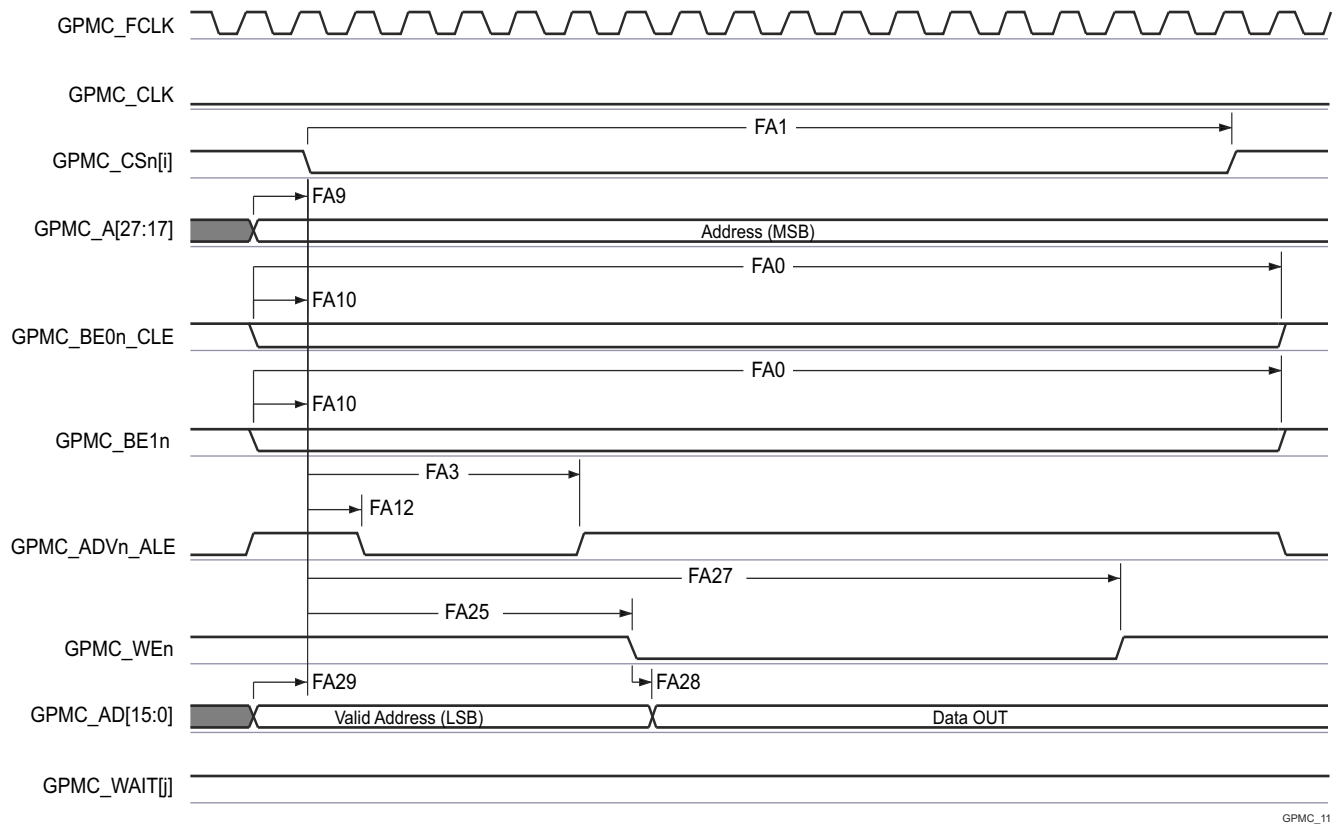 GPMC_FCLK
GPMC_CLK
FA1
GPMC_CSn[i]
FA9
GPMC_A[27:17]
Address (MSB)
FA0
FA10
GPMC_BE0n_CLE
FA0
FA10
GPMC_BE1n
FA3
FA12
GPMC_ADVn_ALE
FA27
FA25
GPMC_WEn
FA29
FA28
GPMC_AD[15:0]
Valid Address (LSB)
Data OUT
GPMC_WAIT[j]
GPMC_11